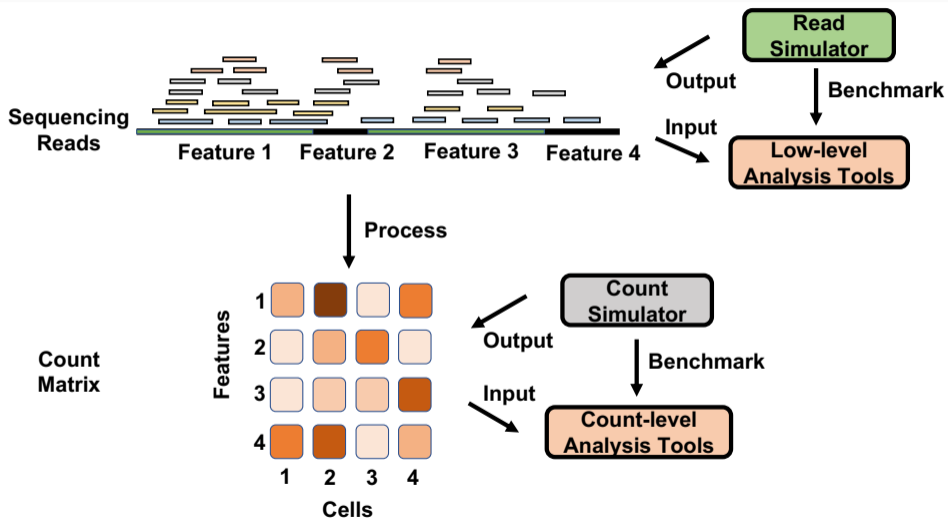 Read
Simulator
Output
Benchmark
Sequencing
Reads
Input
Feature 1
Feature 2
Feature 3
Feature 4
Low-level
Analysis Tools
Process
Count
Matrix
Features
1
2
3
4
1
2
3
4
Cells
Count
Simulator
Output
Benchmark
Input
Count-level
Analysis Tools